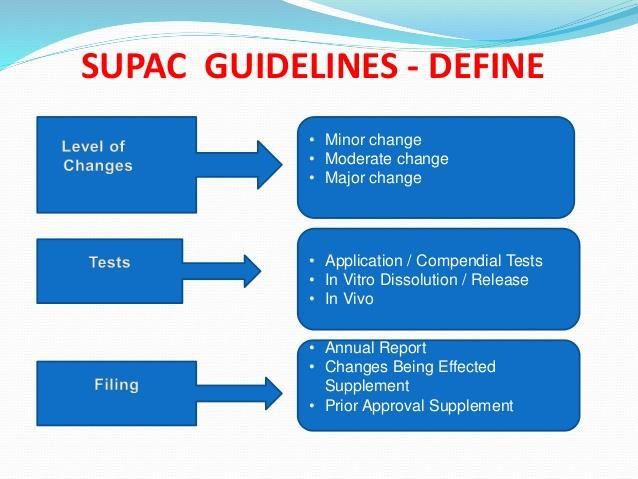 SUPAC GUIDELINES - DEFINE
Level of
Changes
• Minor change
• Moderate change
• Major change
Tests
• Application / Compendial Tests
• In Vitro Dissolution / Release
• In Vivo
Filing
• Annual Report
• Changes Being Effected
Supplement
• Prior Approval Supplement